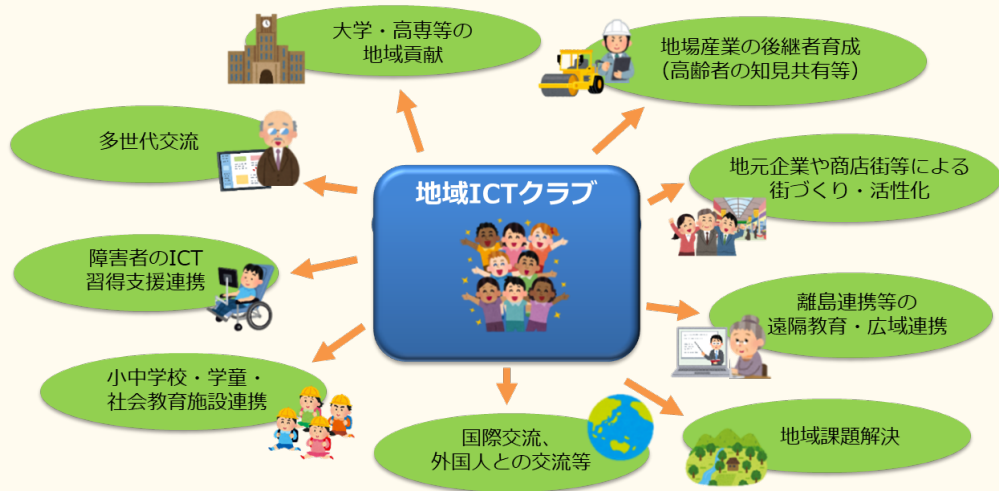 大学・高専等の
地域貢献
地場産業の後継者育成
（高齢者の知見共有等）
多世代交流
地域ICTクラブ
地元企業や商店街等による
街づくり・活性化
障害者のICT
習得支援連携
離島連携等の
遠隔教育・広域連携
小中学校・学童・
社会教育施設連携
国際交流、
外国人との交流等
地域課題解決